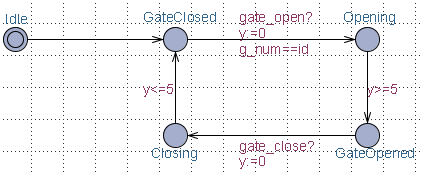 Idle
GateClosed
gate_open?
y:=0
g_num==id
Opening
y<=5
y>=5
Closing
gate_close?
y:=0
GateOpened